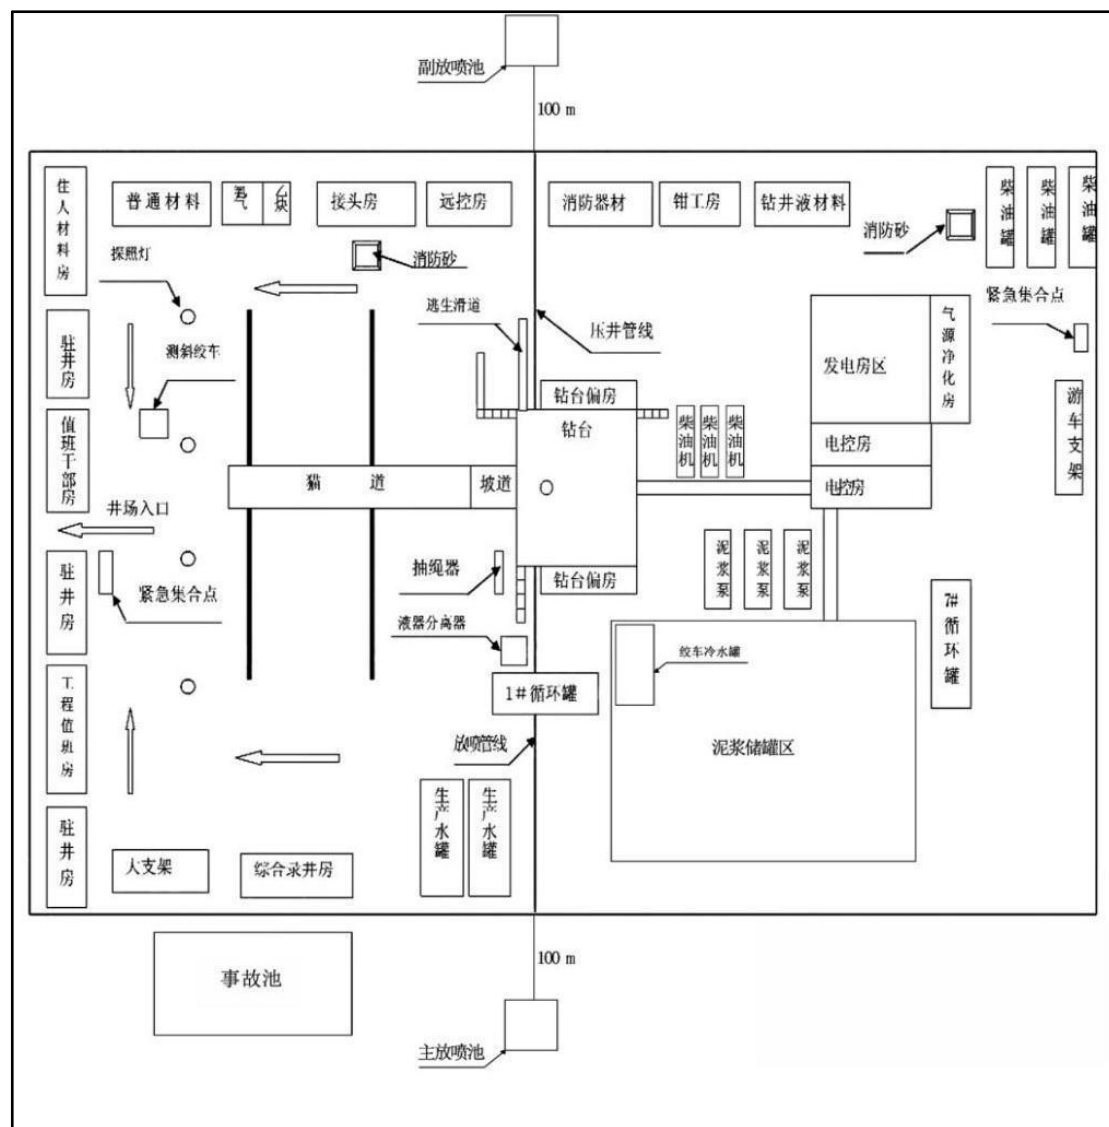 副放喷池
100 m
住人材料房
普通材料
氧气
乙炔
接头房
远控房
消防器材
钳工房
钻井液材料
消防砂
柴油罐
柴油罐
柴油罐
探照灯
消防砂
紧急集合点
逃生滑道
压井管线
驻井房
测斜绞车
发电房区
气源净化房
钻台偏房
钻台
柴油机
柴油机
柴油机
游车支架
值班干部房
电控房
猫道
坡道
电控房
井场入口
驻井房
紧急集合点
抽绳器
钻台偏房
泥浆泵
泥浆泵
泥浆泵
7#循环罐
液器分离器
绞车冷水罐
1#循环罐
工程值班房
放喷管线
泥浆储罐区
生产水罐
生产水罐
驻井房
大支架
综合录井房
100 m
事故池
主放喷池